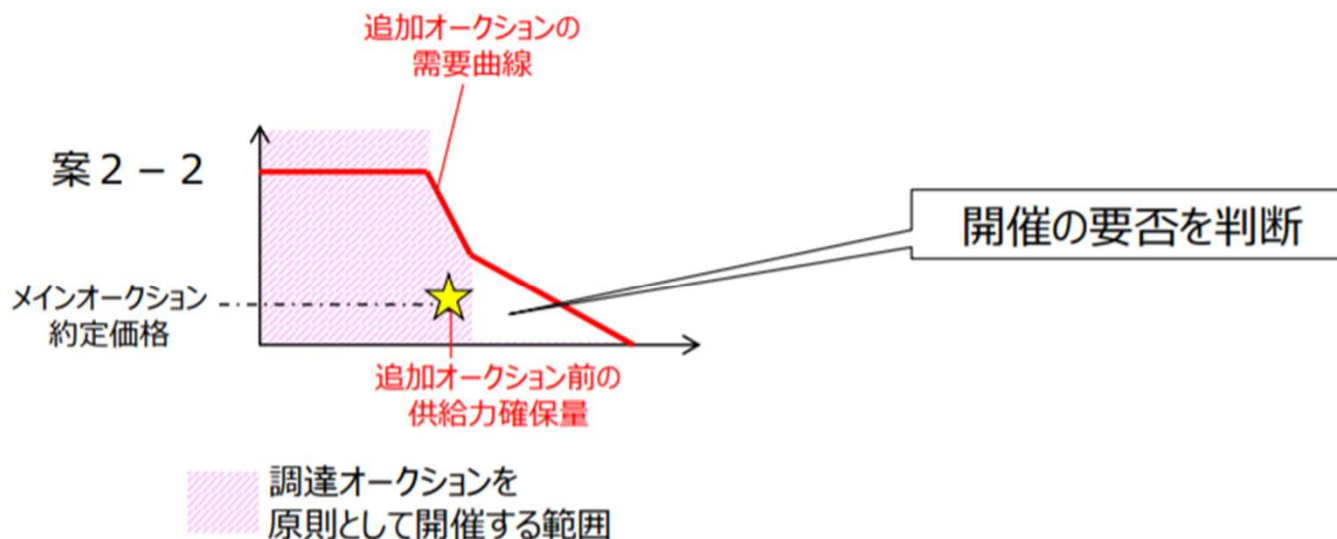 追加オークションの
需要曲線
案２－２
開催の要否を判断
メインオークション
約定価格
追加オークション前の
供給力確保量
調達オークションを
原則として開催する範囲